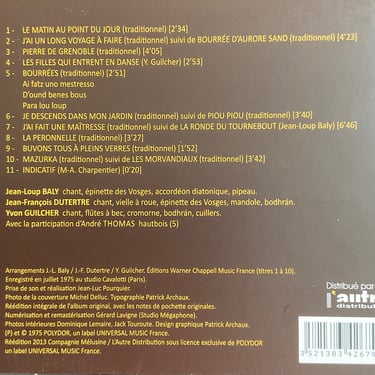 1 - LE MATIN AU POINT DU JOUR (traditionnel) [2'34]
2 - J'AI UN LONG VOYAGE À FAIRE (traditionnel) suivi de BOURRÉE D'AURORE SAND (traditionnel) [4'23]
3 - PIERRE DE GRENOBLE (traditionnel) [4'05]
4 - LES FILLES QUI ENTRENT EN DANSE (Y. Guilcher) [2'53]
5 - BOURRÉES (traditionnel) [2'51]
Ai fatz uno mestresso
D'ound benes bous
Para lou loup
6 - JE DESCENDS DANS MON JARDIN (traditionnel) suivi de PIOU PIOU (traditionnel) [3'40]
7 - J'AI FAIT UNE MAÎTRESSE (traditionnel) suivi de LA RONDE DU TOURNEBOUT (Jean-Loup Baly) [6'46]
8 - LA PERONNELLE (traditionnel) [3'27]
9 - BUVONS TOUS À PLEINS VERRES (traditionnel) [1'52]
10 - MAZURKA (traditionnel) suivi de LES MORVANDIAUX (traditionnel) [3'42]
11 - INDICATIF (M-A. Charpentier) [0'20]
Jean-Loup BALY chant, épinette des Vosges, accordéon diatonique, pipeau.
Jean-François DUTERTRE chant, vielle à roue, épinette des Vosges, mandole, bodhrán.
Yvon GUILCHER chant, flûtes à bec, cromorne, bodhrán, cuillers.
Avec la participation d'André THOMAS hautbois (5)
Arrangements J.-L. Baly / J.-F. Dutertre / Y. Guilcher. Éditions Warner Chappell Music France (titres 1 à 10).
Enregistré en juillet 1975 au studio Cavalotti (Paris).
Prise de son et réalisation Jean-Luc Pourquier.
Photo de la couverture Michel Delluc. Typographie Patrick Archaux.
Réédition intégrale de l'album original, avec les notes de pochette originales.
Numérisation et remastérisation Gérard Lavigne (Studio Mégaphone).
Photos intérieures Dominique Lemaire, Jack Touroute. Design graphique Patrick Archaux.
(P) et © 1975 POLYDOR, un label UNIVERSAL MUSIC France.
Réédition 2013 Compagnie Mélusine / L'Autre Distribution sous licence exclusive de POLYDOR
un label UNIVERSAL MUSIC France.
Distribué par
l'autre
distribut
3 521383 42679